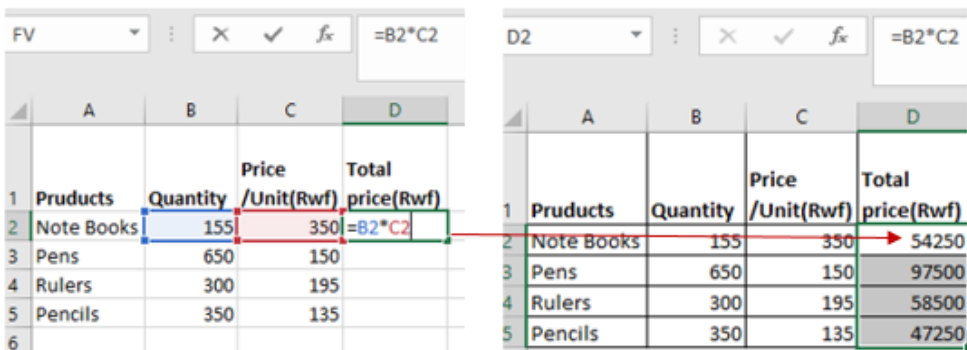 FV fx =B2*C2
A B C D
1 Pruducts Quantity Price /Unit(Rwf) Total price(Rwf)
2 Note Books 155 350 =B2*C2
3 Pens 650 150
4 Rulers 300 195
5 Pencils 350 135
6
D2 fx =B2*C2
A B C D
1 Pruducts Quantity Price /Unit(Rwf) Total price(Rwf)
2 Note Books 155 350 54250
3 Pens 650 150 97500
4 Rulers 300 195 58500
5 Pencils 350 135 47250